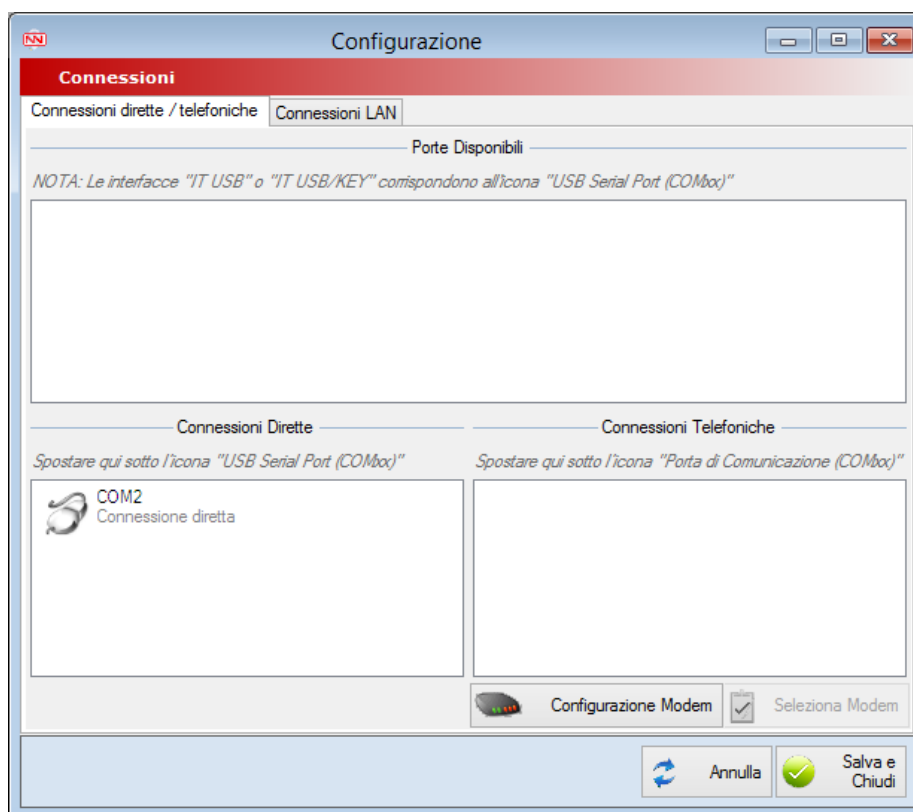 NN
Configurazione
Connessioni
Connessioni dirette / telefoniche
Connessioni LAN
Porte Disponibili
NOTA: Le interfacce "IT USB" o "IT USB/KEY" corrispondono all'icona "USB Serial Port (COMxx)"
Connessioni Dirette
Connessioni Telefoniche
Spostare qui sotto l'icona "USB Serial Port (COMxx)"
Spostare qui sotto l'icona "Porta di Comunicazione (COMxx)"
COM2
Connessione diretta
Configurazione Modem
Seleziona Modem
Annulla
Salva e
Chiudi